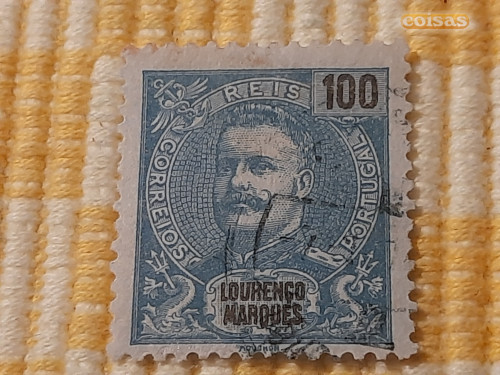 coisas
REIS
100
CORREIOS
PORTUGAL
LOURENÇO
MARQUES